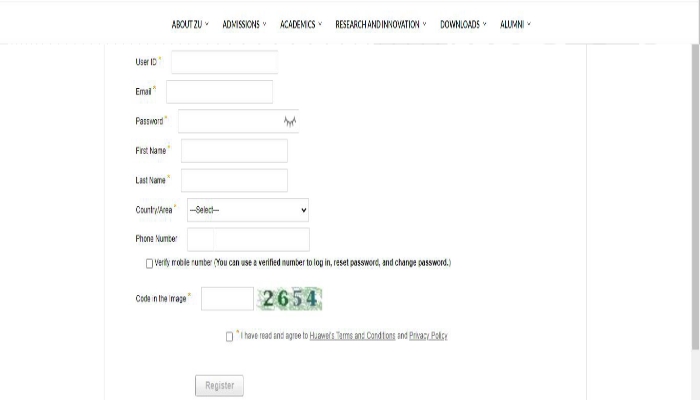 ABOUT ZU ADMISSIONS ACADEMICS RESEARCH AND INNOVATION DOWNLOADS ALUMNI
User ID *
Email *
Password *
First Name *
Last Name *
Country/Area * —Select—
Phone Number
Verify mobile number (You can use a verified number to log in, reset password, and change password.)
Code in the image * 2654
* I have read and agree to Huawei's Terms and Conditions and Privacy Policy
Register